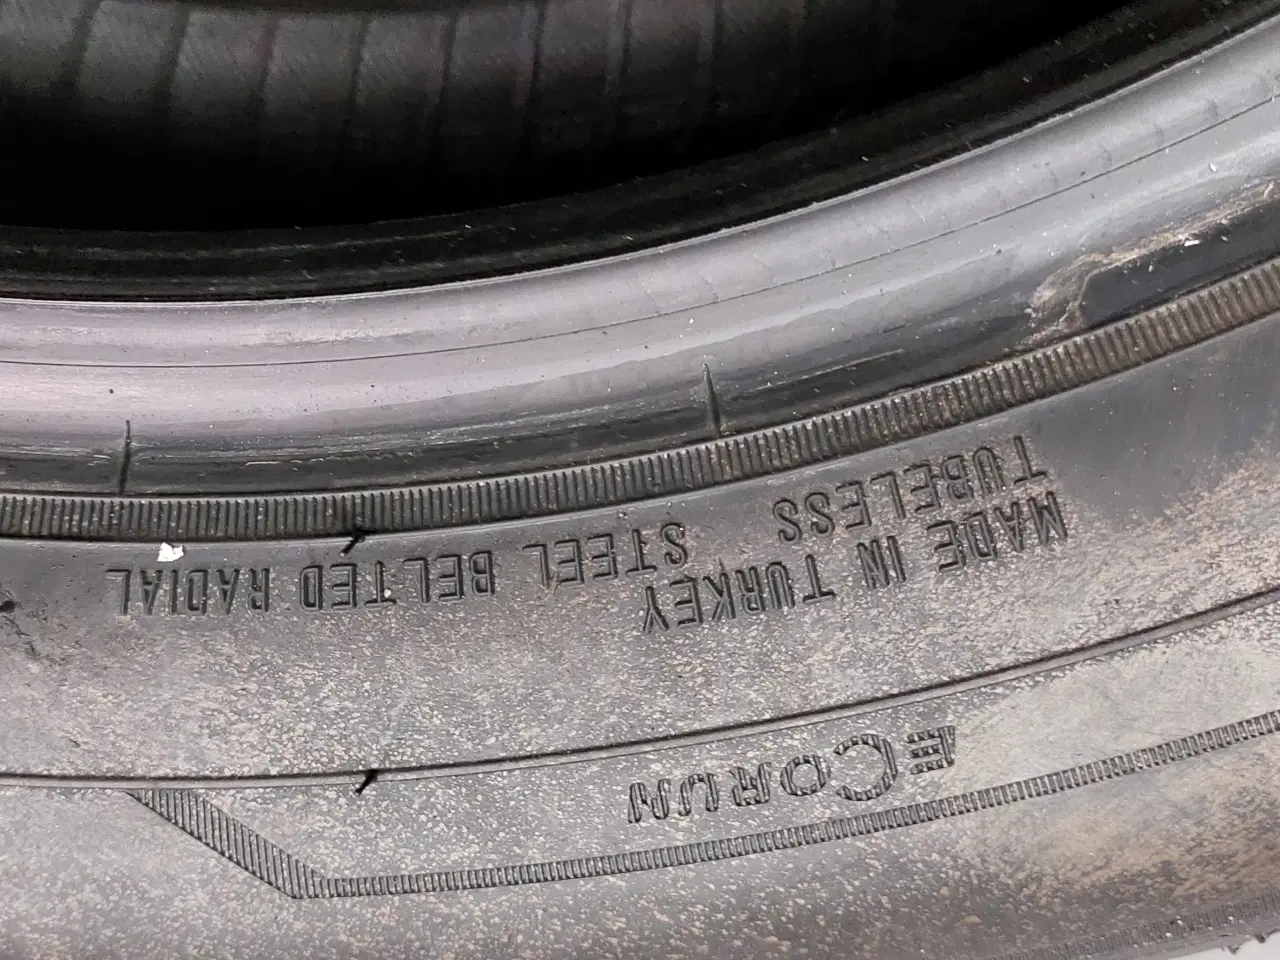 TUBELESS
MADE IN TURKEY
STEEL BELTED RADIAL
ECORUN